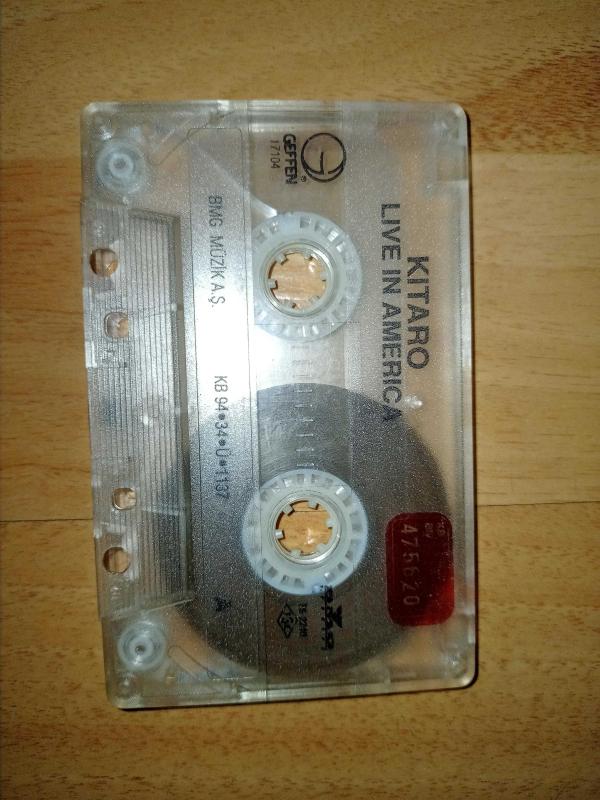 KITARO
LIVE IN AMERICA
GEFFEN®
17104
475620
BMG MÜZİK A.Ş.
KB 94•34•Ü•1137
A